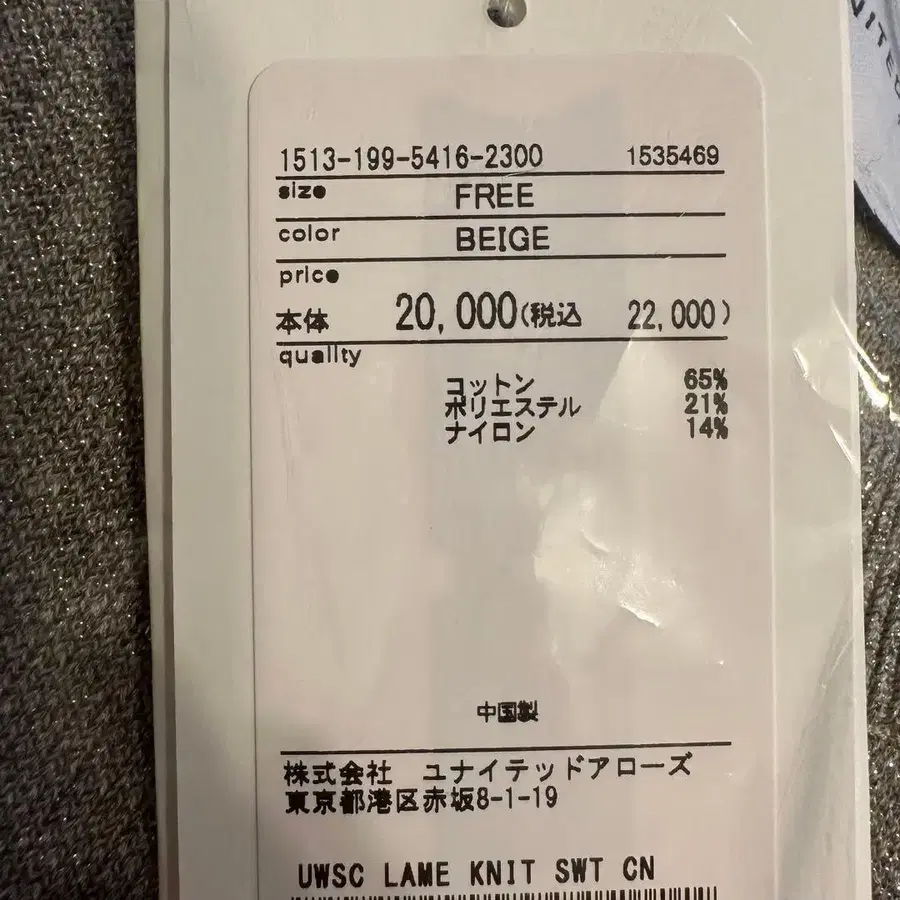 1513-199-5416-2300 1535469
size FREE
color BEIGE
price
本体 20,000(税込 22,000)
quality
コットン 65%
ポリエステル 21%
ナイロン 14%
中国製
株式会社 ユナイテッドアローズ
東京都港区赤坂8-1-19
UWSC LAME KNIT SWT CN
NITED